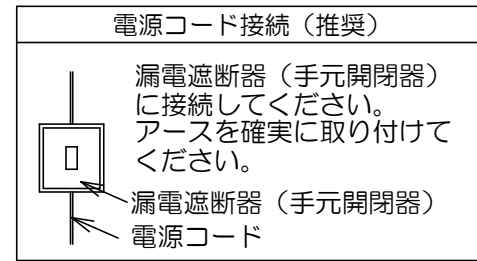 電源コード接続（推奨）
漏電遮断器（手元開閉器）
に接続してください。
アースを確実に取り付けて
ください。
漏電遮断器（手元開閉器）
電源コード